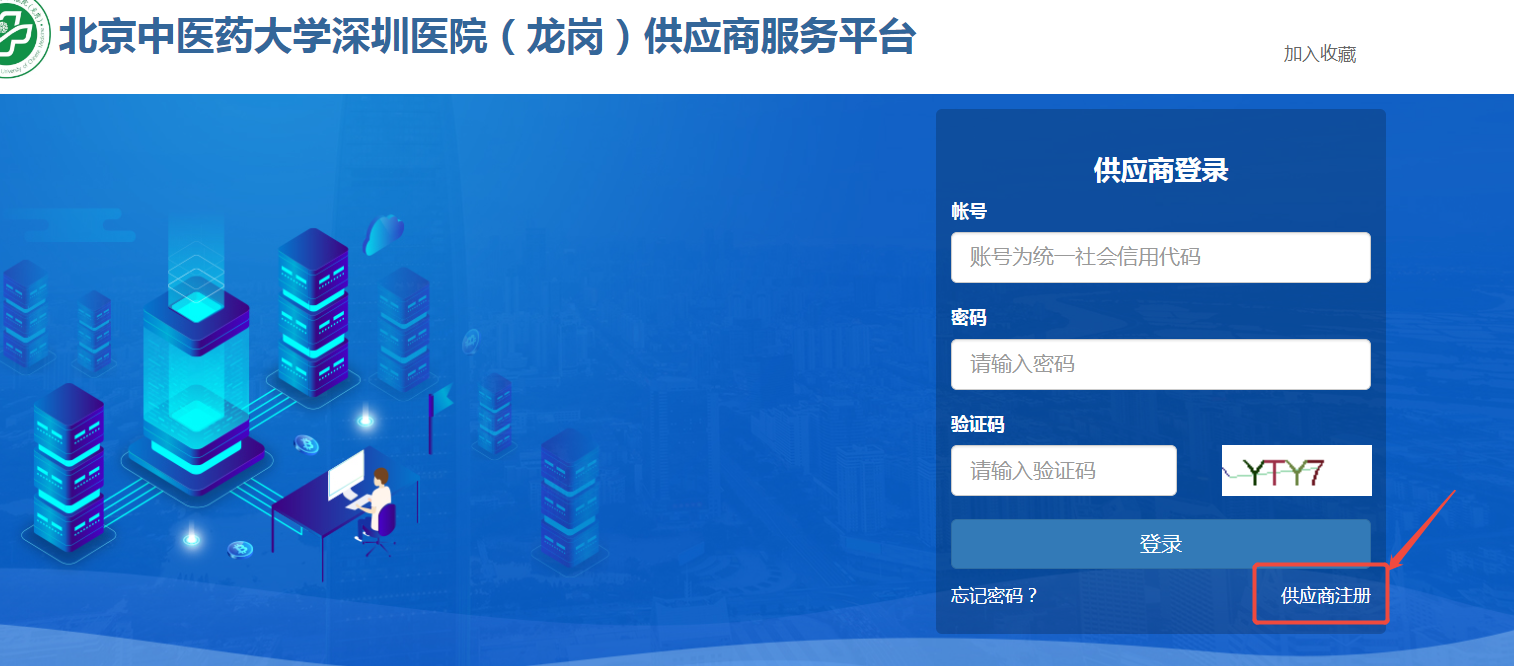 北京中医药大学深圳医院（龙岗）供应商服务平台
加入收藏
供应商登录
帐号
账号为统一社会信用代码
密码
请输入密码
验证码
请输入验证码
YTY7
登录
忘记密码？
供应商注册